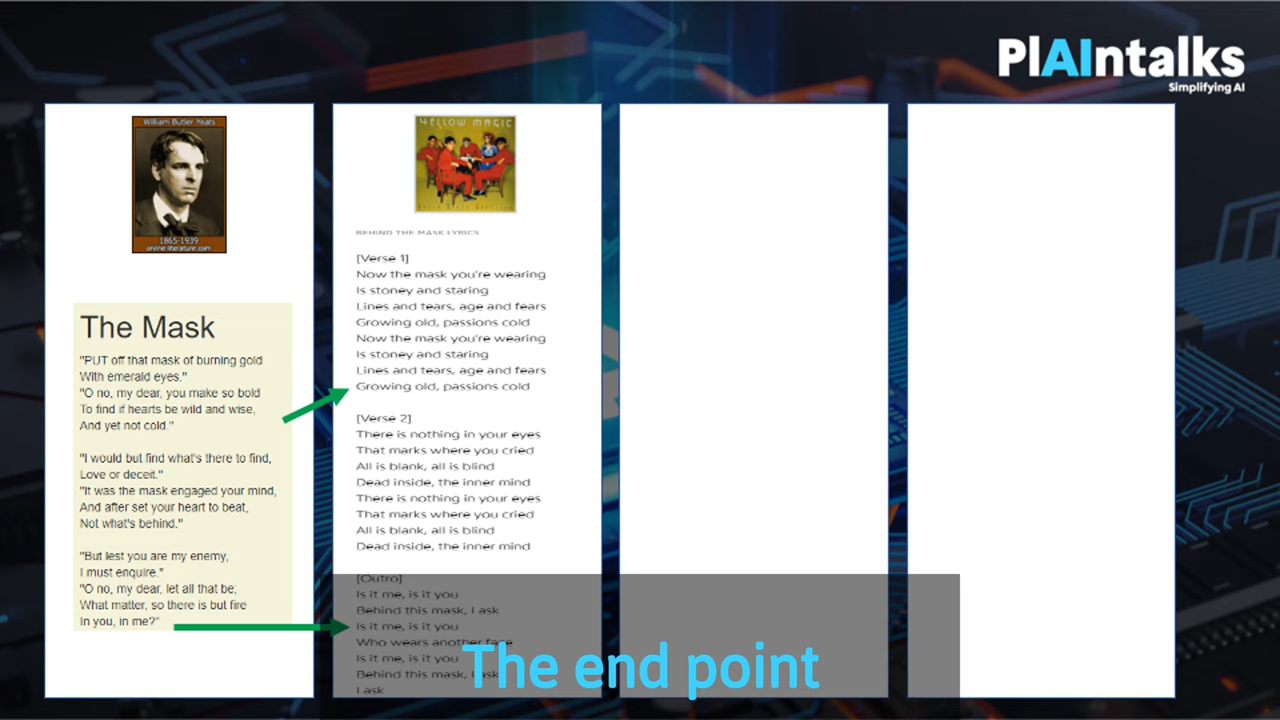 PlAIntalks
Simplifying AI
William Butler Yeats
1865-1939
online-literature.com
The Mask
"PUT off that mask of burning gold
With emerald eyes."
"O no, my dear, you make so bold
To find if hearts be wild and wise,
And yet not cold."
"I would but find what's there to find,
Love or deceit."
"It was the mask engaged your mind,
And after set your heart to beat,
Not what's behind."
"But lest you are my enemy,
I must enquire."
"O no, my dear, let all that be;
What matter, so there is but fire
In you, in me?"
YELLOW MAGIC
BEHIND THE MASK LYRICS
[Verse 1]
Now the mask you're wearing
Is stoney and staring
Lines and tears, age and fears
Growing old, passions cold
Now the mask you're wearing
Is stoney and staring
Lines and tears, age and fears
Growing old, passions cold
[Verse 2]
There is nothing in your eyes
That marks where you cried
All is blank, all is blind
Dead inside, the inner mind
There is nothing in your eyes
That marks where you cried
All is blank, all is blind
Dead inside, the inner mind
[Outro]
Is it me, is it you
Behind this mask, I ask
Is it me, is it you
Who wears another face
Is it me, is it you
Behind this mask, I ask
I ask
The end point